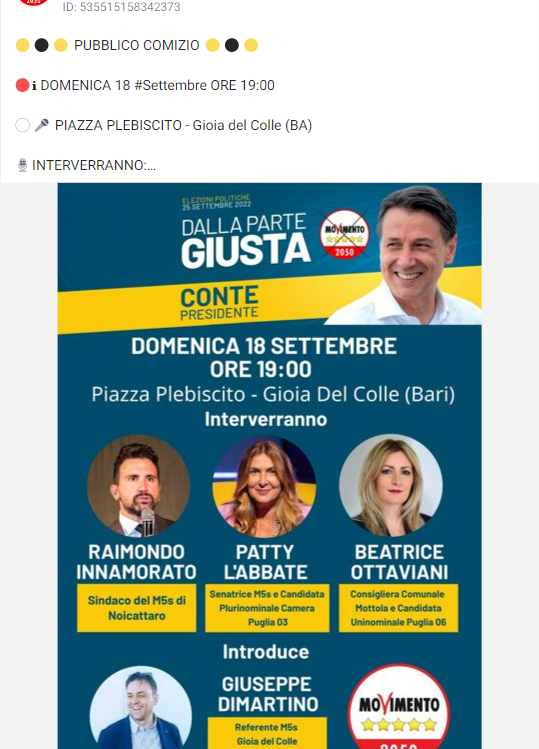 2050
ID: 535515158342373
🟡 ⚫ 🟡 PUBBLICO COMIZIO 🟡 ⚫ 🟡
🔴 ℹ DOMENICA 18 #Settembre ORE 19:00
⚪ 🎤 PIAZZA PLEBISCITO - Gioia del Colle (BA)
🎙 INTERVERRANNO:...
ELEZIONI POLITICHE
25 SETTEMBRE 2022
DALLA PARTE
GIUSTA
MOVIMENTO
2050
CONTE
PRESIDENTE
DOMENICA 18 SETTEMBRE
ORE 19:00
Piazza Plebiscito - Gioia Del Colle (Bari)
Interverranno
RAIMONDO
INNAMORATO
Sindaco del M5s di
Noicattaro
PATTY
L'ABBATE
Senatrice M5s e Candidata
Plurinominale Camera
Puglia 03
BEATRICE
OTTAVIANI
Consigliera Comunale
Mottola e Candidata
Uninominale Puglia 06
Introduce
GIUSEPPE
DIMARTINO
Referente M5s
Gioia del Colle
MOVIMENTO
2050